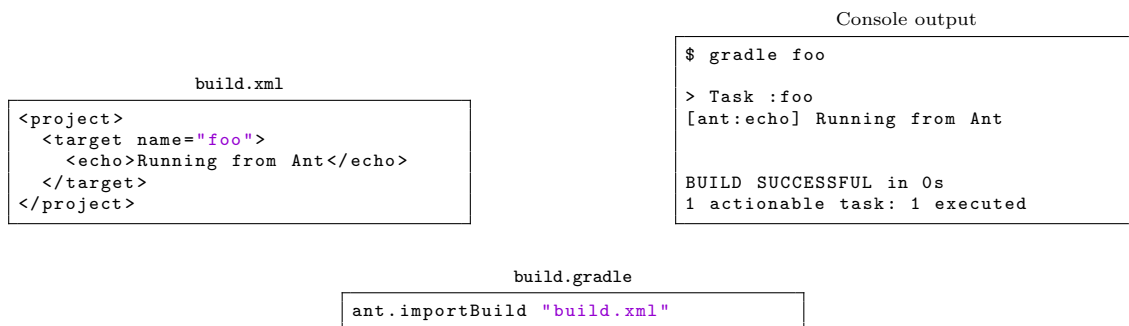 build.xml
<project>
  <target name="foo">
    <echo>Running from Ant</echo>
  </target>
</project>
Console output
$ gradle foo
> Task :foo
[ant:echo] Running from Ant
BUILD SUCCESSFUL in 0s
1 actionable task: 1 executed
build.gradle
ant.importBuild "build.xml"